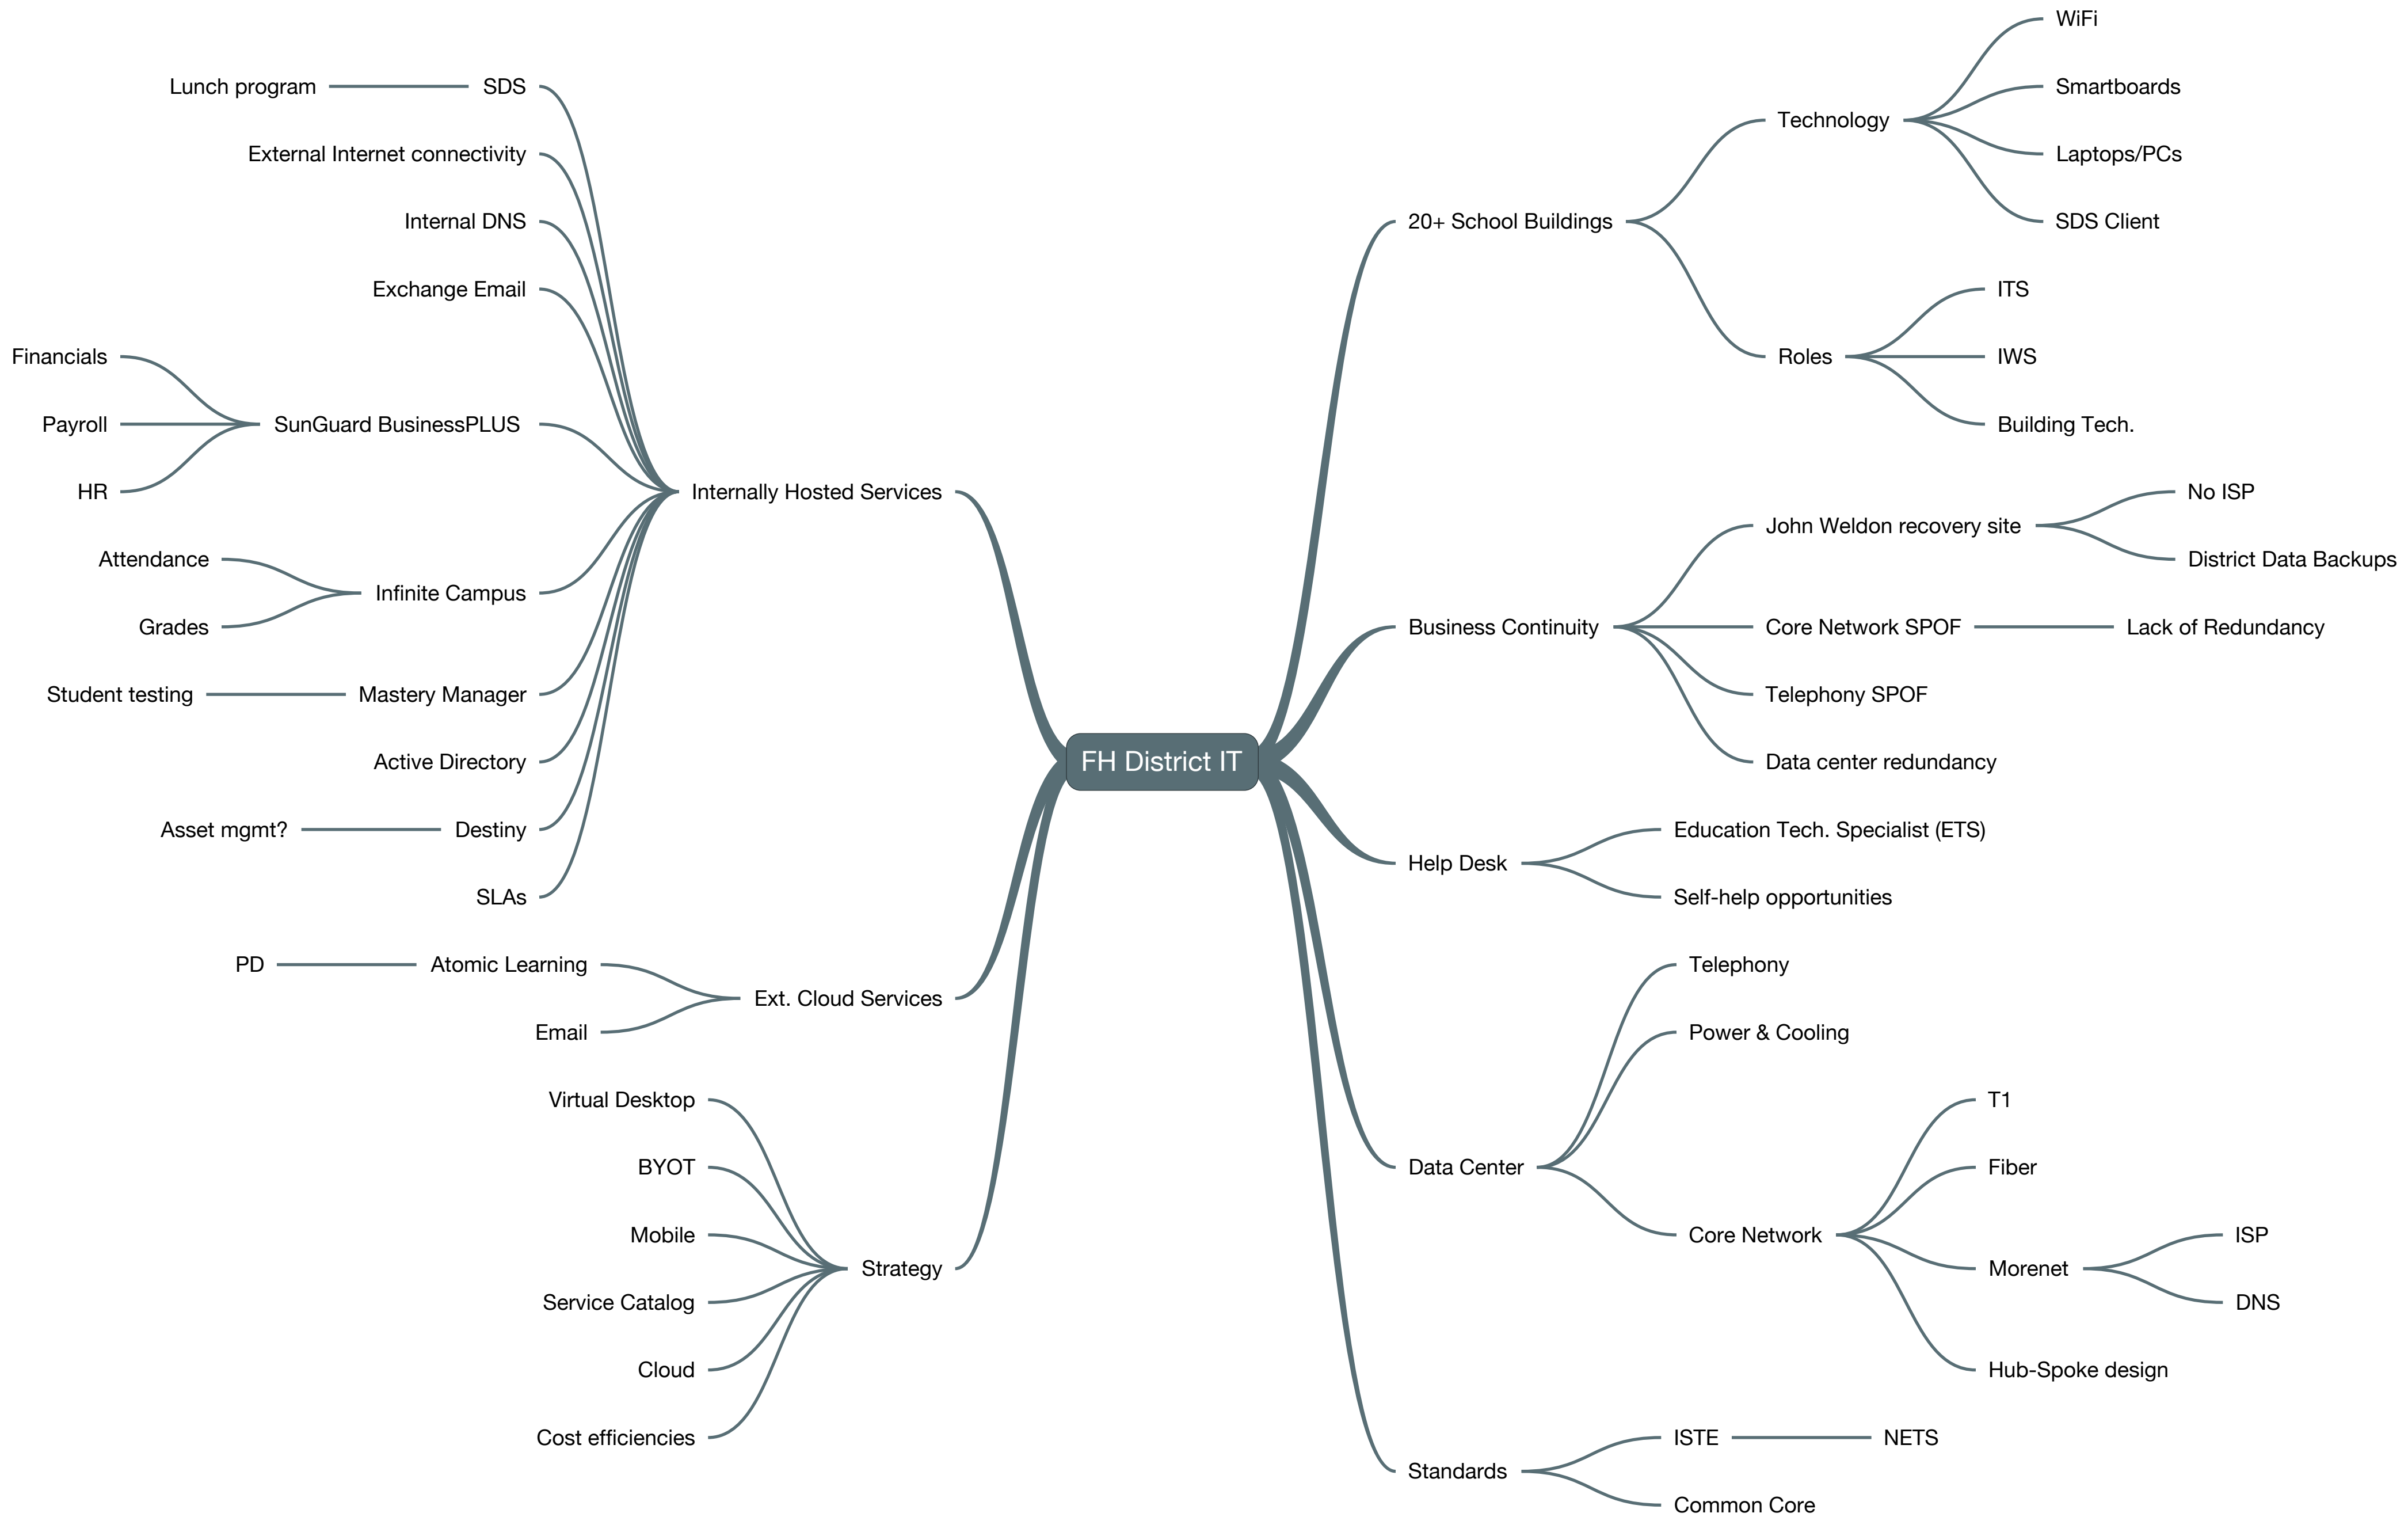 FH District IT
20+ School Buildings
Technology
WiFi
Smartboards
Laptops/PCs
SDS Client
Roles
ITS
IWS
Building Tech.
Business Continuity
John Weldon recovery site
No ISP
District Data Backups
Core Network SPOF
Lack of Redundancy
Telephony SPOF
Data center redundancy
Help Desk
Education Tech. Specialist (ETS)
Self-help opportunities
Data Center
Telephony
Power & Cooling
Core Network
T1
Fiber
Morenet
ISP
DNS
Hub-Spoke design
Standards
ISTE
NETS
Common Core
Internally Hosted Services
SDS
Lunch program
External Internet connectivity
Internal DNS
Exchange Email
SunGuard BusinessPLUS
Financials
Payroll
HR
Infinite Campus
Attendance
Grades
Mastery Manager
Student testing
Active Directory
Destiny
Asset mgmt?
SLAs
Ext. Cloud Services
Atomic Learning
PD
Email
Strategy
Virtual Desktop
BYOT
Mobile
Service Catalog
Cloud
Cost efficiencies